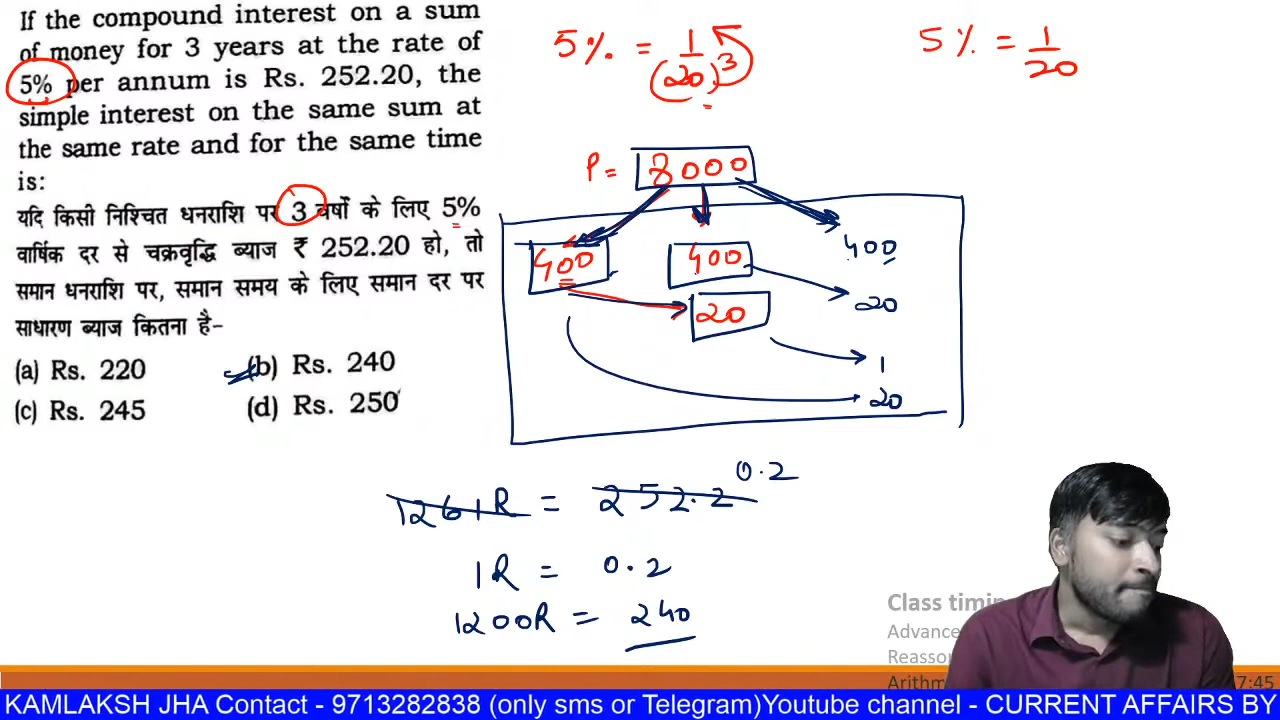 If the compound interest on a sum
of money for 3 years at the rate of
5% per annum is Rs. 252.20, the
simple interest on the same sum at
the same rate and for the same time
is:
यदि किसी निश्चित धनराशि पर 3 वर्षों के लिए 5%
वार्षिक दर से चक्रवृद्धि ब्याज ₹ 252.20 हो, तो
समान धनराशि पर, समान समय के लिए समान दर पर
साधारण ब्याज कितना है-
(a) Rs. 220 (b) Rs. 240
(c) Rs. 245 (d) Rs. 250
5% = 1/(20)³
5% = 1/20
P = 8000
400 400 400
20 20
1
20
1261R = 252.2 0.2
1R = 0.2
1200R = 240
Class timin
Advance
Reason
Arithm 7:45
KAMLAKSH JHA Contact - 9713282838 (only sms or Telegram)Youtube channel - CURRENT AFFAIRS BY